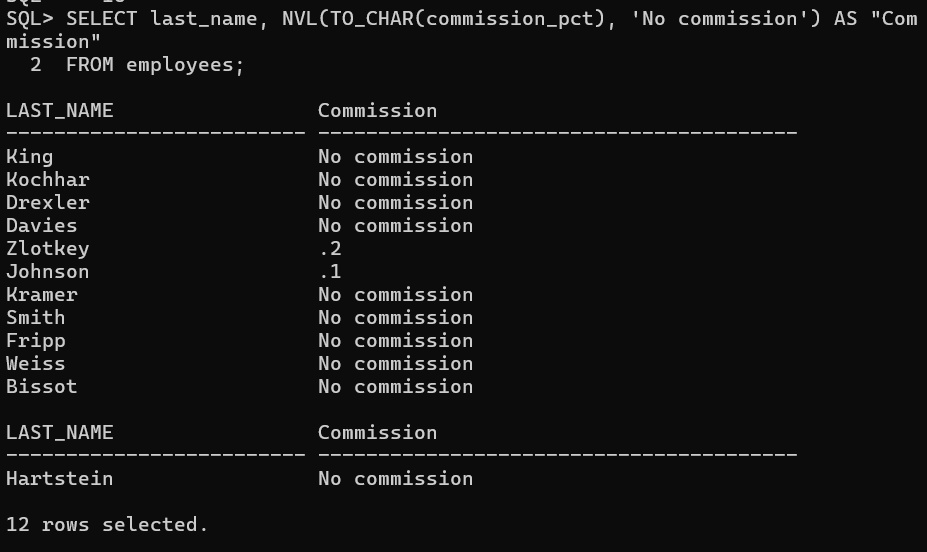 SQL> SELECT last_name, NVL(TO_CHAR(commission_pct), 'No commission') AS "Com
mission"
  2  FROM employees;

LAST_NAME                 Commission
------------------------- ----------------------------------------
King                      No commission
Kochhar                   No commission
Drexler                   No commission
Davies                    No commission
Zlotkey                   .2
Johnson                   .1
Kramer                    No commission
Smith                     No commission
Fripp                     No commission
Weiss                     No commission
Bissot                    No commission

LAST_NAME                 Commission
------------------------- ----------------------------------------
Hartstein                 No commission

12 rows selected.